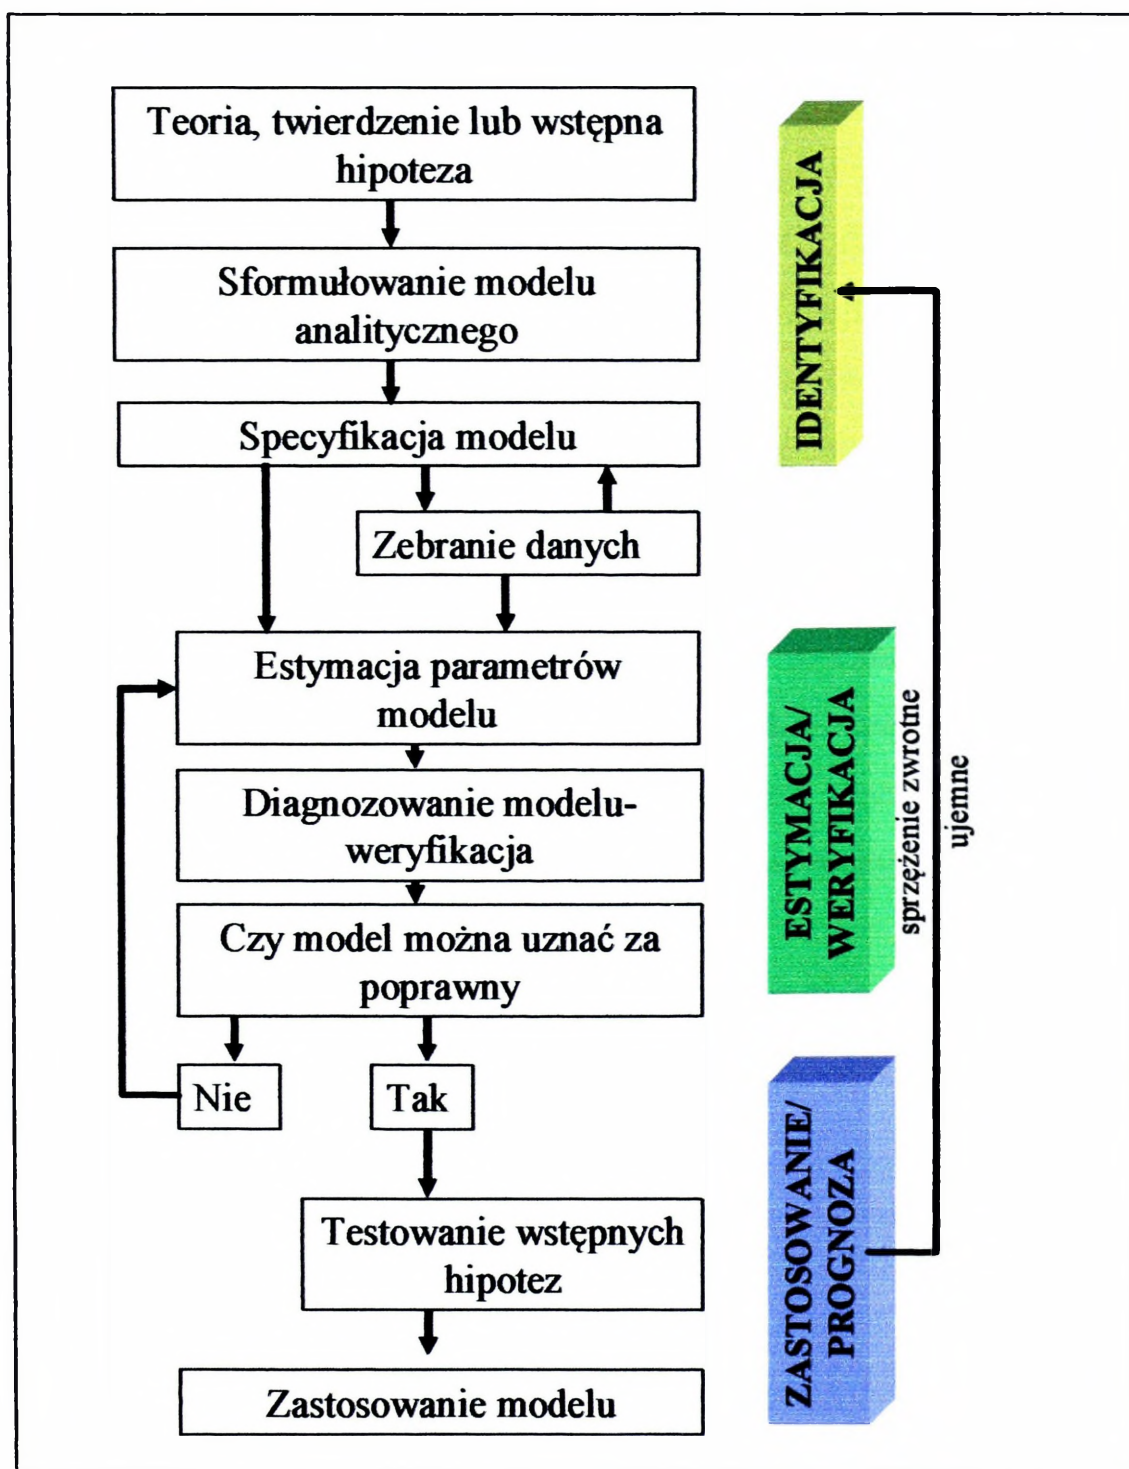 Teoria, twierdzenie lub wstępna
hipoteza
Sformułowanie modelu
analitycznego
Specyfikacja modelu
Zebranie danych
Estymacja parametrów
modelu
Diagnozowanie modelu-
weryfikacja
Czy model można uznać za
poprawny
Nie
Tak
Testowanie wstępnych
hipotez
Zastosowanie modelu
IDENTYFIKACJA
ESTYMACJA/
WERYFIKACJA
sprzężenie zwrotne
ujemne
ZASTOSOWANIE/
PROGNOZA